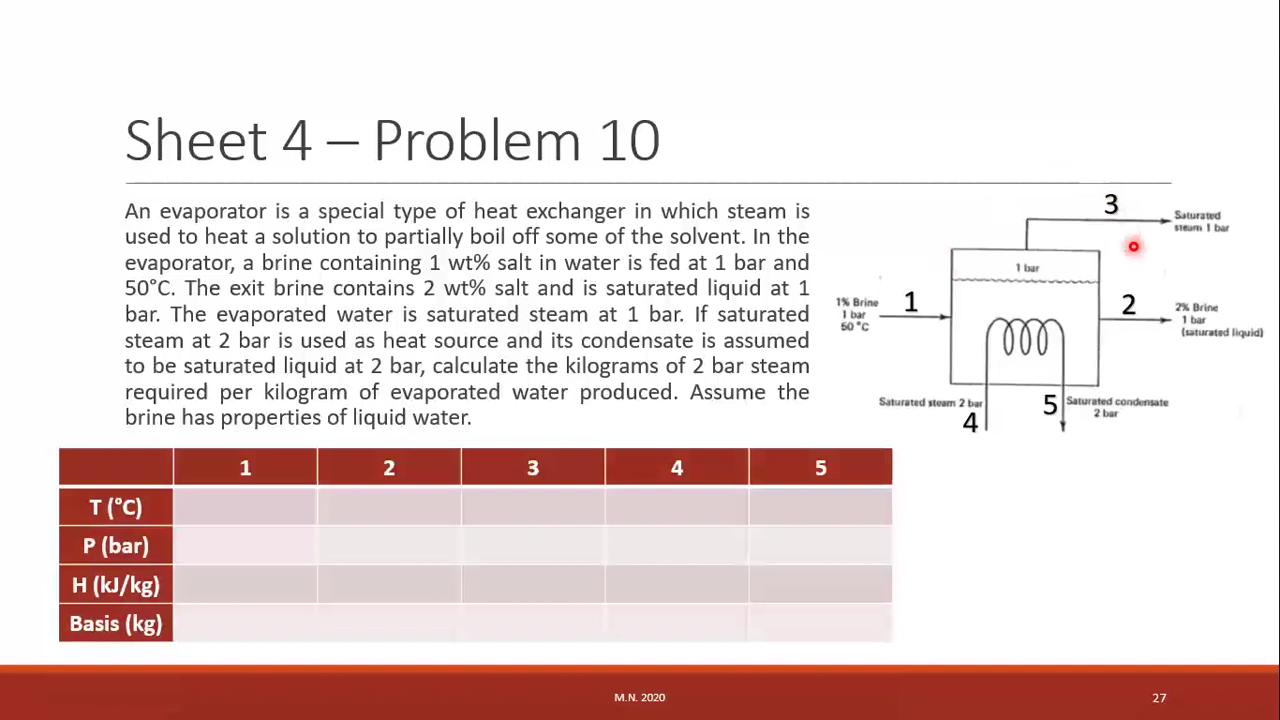 Sheet 4 – Problem 10
An evaporator is a special type of heat exchanger in which steam is
used to heat a solution to partially boil off some of the solvent. In the
evaporator, a brine containing 1 wt% salt in water is fed at 1 bar and
50°C. The exit brine contains 2 wt% salt and is saturated liquid at 1
bar. The evaporated water is saturated steam at 1 bar. If saturated
steam at 2 bar is used as heat source and its condensate is assumed
to be saturated liquid at 2 bar, calculate the kilograms of 2 bar steam
required per kilogram of evaporated water produced. Assume the
brine has properties of liquid water.
3
Saturated
steam 1 bar
1 bar
1% Brine
1 bar
50 °C
1
2
2% Brine
1 bar
(saturated liquid)
Saturated steam 2 bar
4
5
Saturated condensate
2 bar
1 2 3 4 5
T (°C)
P (bar)
H (kJ/kg)
Basis (kg)
M.N. 2020
27